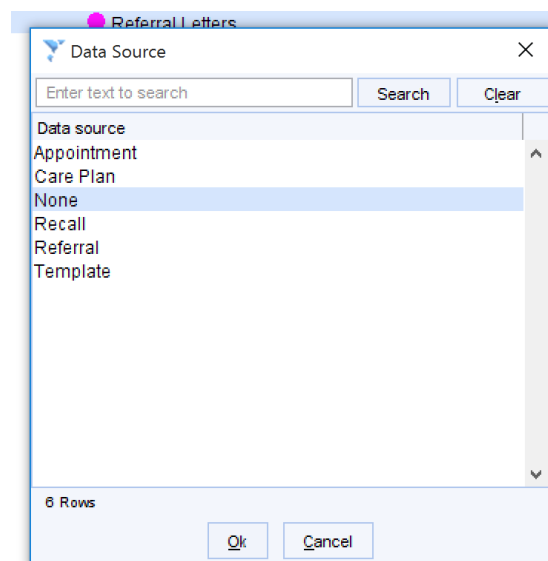 Referral Letters
Data Source
Enter text to search Search Clear
Data source
Appointment
Care Plan
None
Recall
Referral
Template
6 Rows
Ok Cancel